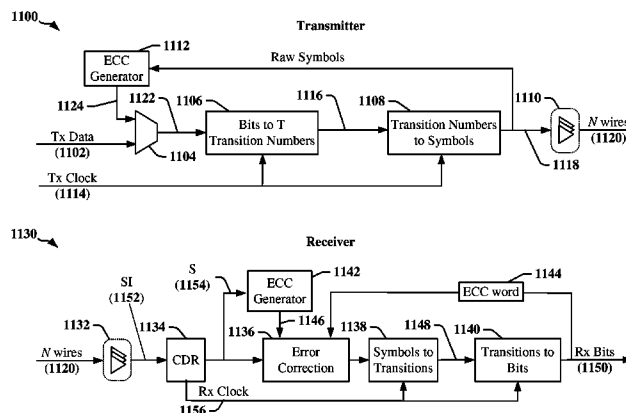 1100
Transmitter
ECC
Generator
1112
Raw Symbols
1124
1122
1106
1116
1108
1110
Tx Data
(1102)
1104
Bits to T
Transition Numbers
Transition Numbers
to Symbols
N wires
(1120)
1118
Tx Clock
(1114)
1130
Receiver
SI
(1152)
S
(1154)
ECC
Generator
1142
1144
ECC word
1132
1134
1136
1146
1138
1148
1140
N wires
(1120)
CDR
Error
Correction
Symbols to
Transitions
Transitions to
Bits
Rx Bits
(1150)
Rx Clock
1156